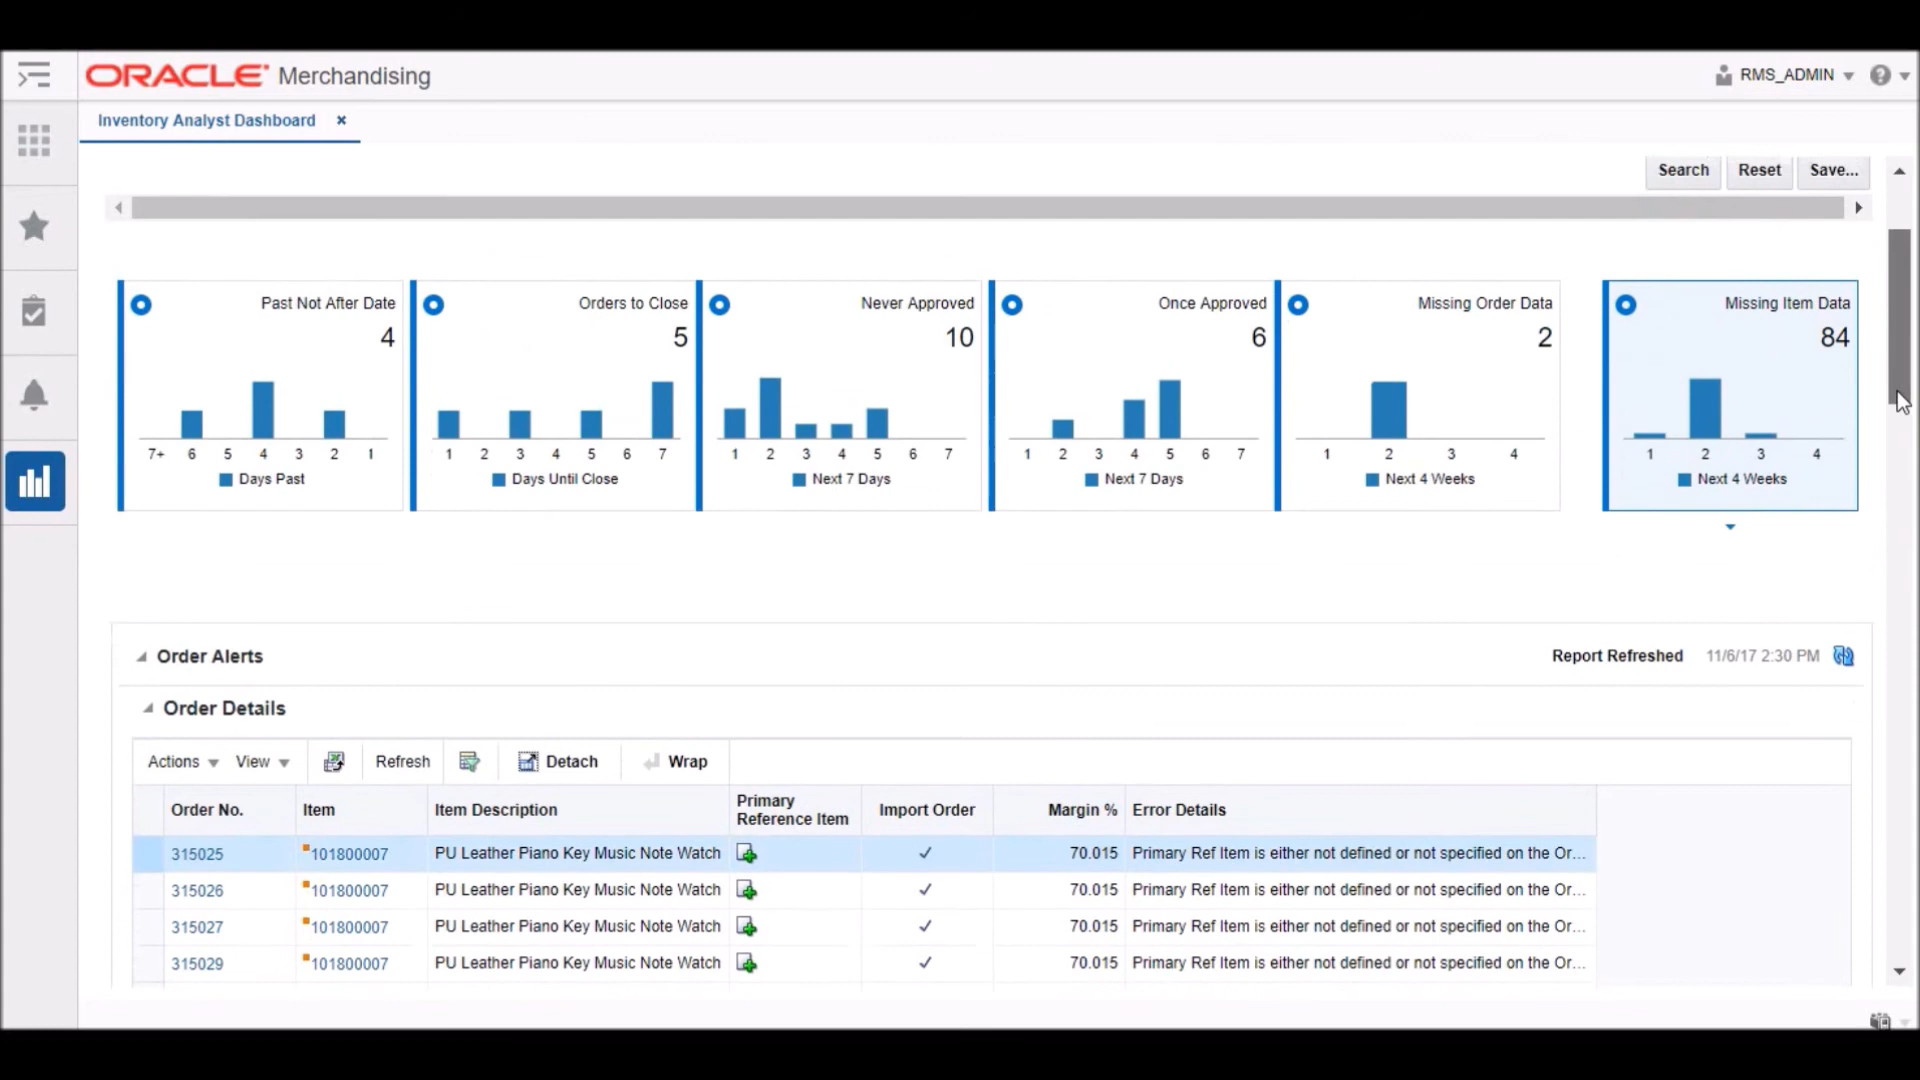 ORACLE Merchandising
RMS_ADMIN
Inventory Analyst Dashboard
Search Reset Save...
Past Not After Date
4
7+ 6 5 4 3 2 1
Days Past
Orders to Close
5
1 2 3 4 5 6 7
Days Until Close
Never Approved
10
1 2 3 4 5 6 7
Next 7 Days
Once Approved
6
1 2 3 4 5 6 7
Next 7 Days
Missing Order Data
2
1 2 3 4
Next 4 Weeks
Missing Item Data
84
1 2 3 4
Next 4 Weeks
Order Alerts
Report Refreshed 11/6/17 2:30 PM
Order Details
Actions View Refresh Detach Wrap
Order No. Item Item Description Primary Reference Item Import Order Margin % Error Details
315025 101800007 PU Leather Piano Key Music Note Watch 70.015 Primary Ref Item is either not defined or not specified on the Or...
315026 101800007 PU Leather Piano Key Music Note Watch 70.015 Primary Ref Item is either not defined or not specified on the Or...
315027 101800007 PU Leather Piano Key Music Note Watch 70.015 Primary Ref Item is either not defined or not specified on the Or...
315029 101800007 PU Leather Piano Key Music Note Watch 70.015 Primary Ref Item is either not defined or not specified on the Or...